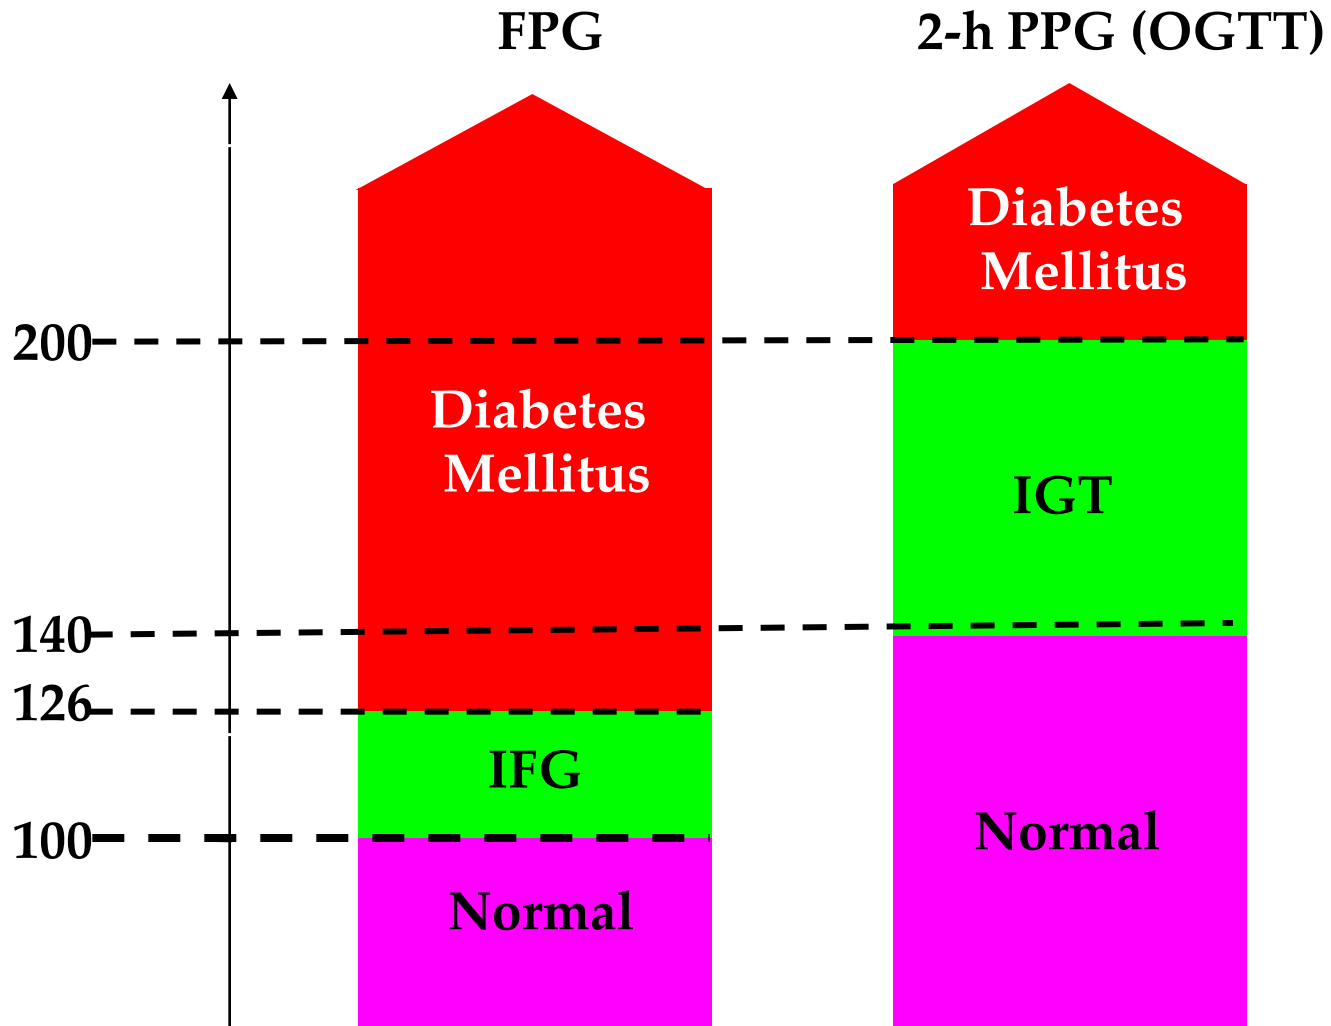 FPG
2-h PPG (OGTT)
Diabetes
Mellitus
200
Diabetes
Mellitus
IGT
140
126
IFG
100
Normal
Normal